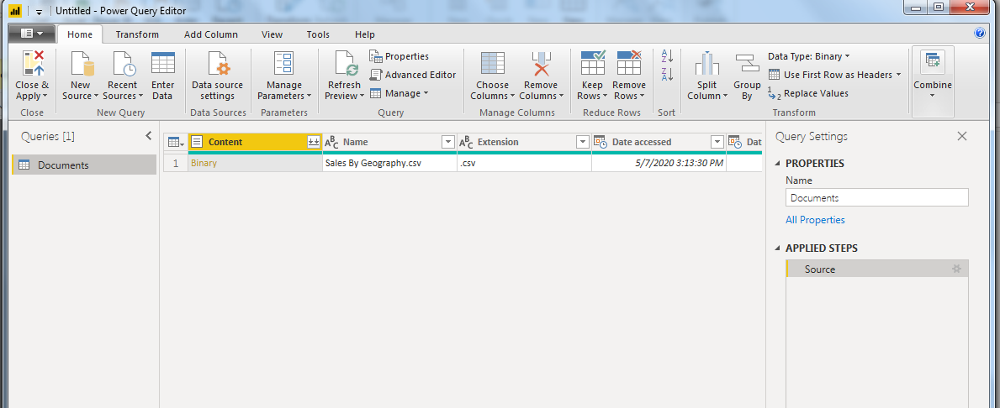 Untitled - Power Query Editor
Home Transform Add Column View Tools Help
Close & Apply
New Source
Recent Sources
Enter Data
Data source settings
Manage Parameters
Refresh Preview
Properties
Advanced Editor
Manage
Choose Columns
Remove Columns
Keep Rows
Remove Rows
A Z
Z A
Split Column
Group By
Data Type: Binary
Use First Row as Headers
1 2 Replace Values
Combine
Close New Query Data Sources Parameters Query Manage Columns Reduce Rows Sort Transform
Queries [1]
Documents
Content ABC Name ABC Extension Date accessed Dat
1 Binary Sales By Geography.csv .csv 5/7/2020 3:13:30 PM
Query Settings
PROPERTIES
Name
Documents
All Properties
APPLIED STEPS
Source